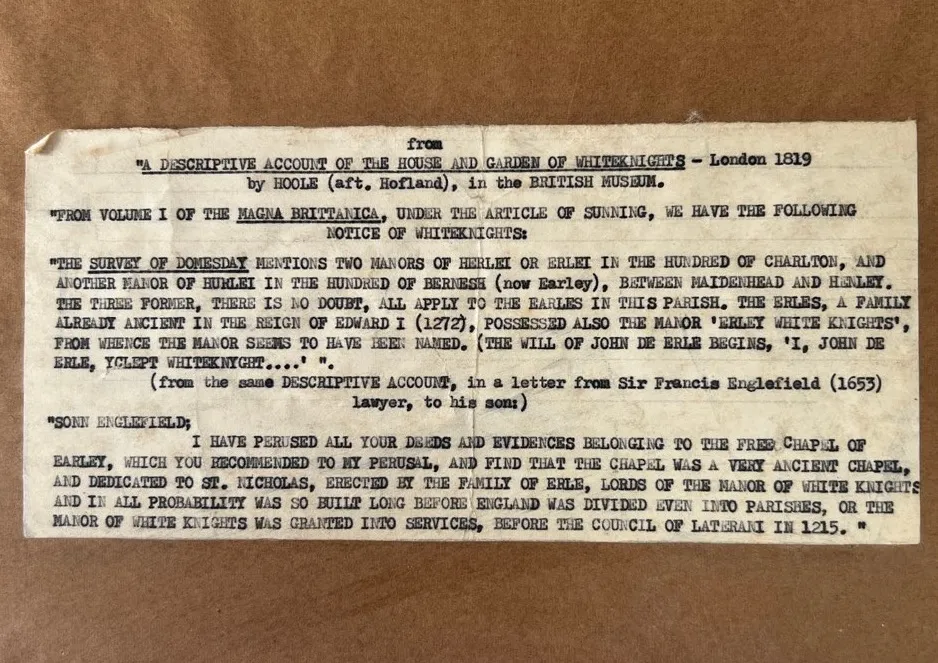 from
"A DESCRIPTIVE ACCOUNT OF THE HOUSE AND GARDEN OF WHITEKNIGHTS - London 1819
by HOOLE (aft. Hofland), in the BRITISH MUSEUM.
"FROM VOLUME I OF THE MAGNA BRITTANICA, UNDER THE ARTICLE OF SUNNING, WE HAVE THE FOLLOWING
NOTICE OF WHITEKNIGHTS:
"THE SURVEY OF DOMESDAY MENTIONS TWO MANORS OF HERLEI OR ERLEI IN THE HUNDRED OF CHARLTON, AND
ANOTHER MANOR OF HURLEI IN THE HUNDRED OF BERNESH (now Earley), BETWEEN MAIDENHEAD AND HENLEY.
THE THREE FORMER, THERE IS NO DOUBT, ALL APPLY TO THE EARLES IN THIS PARISH. THE ERLES, A FAMILY
ALREADY ANCIENT IN THE REIGN OF EDWARD I (1272), POSSESSED ALSO THE MANOR 'ERLEY WHITE KNIGHTS',
FROM WHENCE THE MANOR SEEMS TO HAVE BEEN NAMED. (THE WILL OF JOHN DE ERLE BEGINS, 'I, JOHN DE
ERLE, YCLEPT WHITEKNYGHT....' ".
(from the same DESCRIPTIVE ACCOUNT, in a letter from Sir Francis Englefield (1653)
lawyer, to his son:)
"SONN ENGLEFIELD;
I HAVE PERUSED ALL YOUR DEEDS AND EVIDENCES BELONGING TO THE FREE CHAPEL OF
EARLEY, WHICH YOU RECOMMENDED TO MY PERUSAL, AND FIND THAT THE CHAPEL WAS A VERY ANCIENT CHAPEL,
AND DEDICATED TO ST. NICHOLAS, ERECTED BY THE FAMILY OF ERLE, LORDS OF THE MANOR OF WHITE KNIGHTS
AND IN ALL PROBABILITY WAS SO BUILT LONG BEFORE ENGLAND WAS DIVIDED EVEN INTO PARISHES, OR THE
MANOR OF WHITE KNIGHTS WAS GRANTED INTO SERVICES, BEFORE THE COUNCIL OF LATERANI IN 1215. "